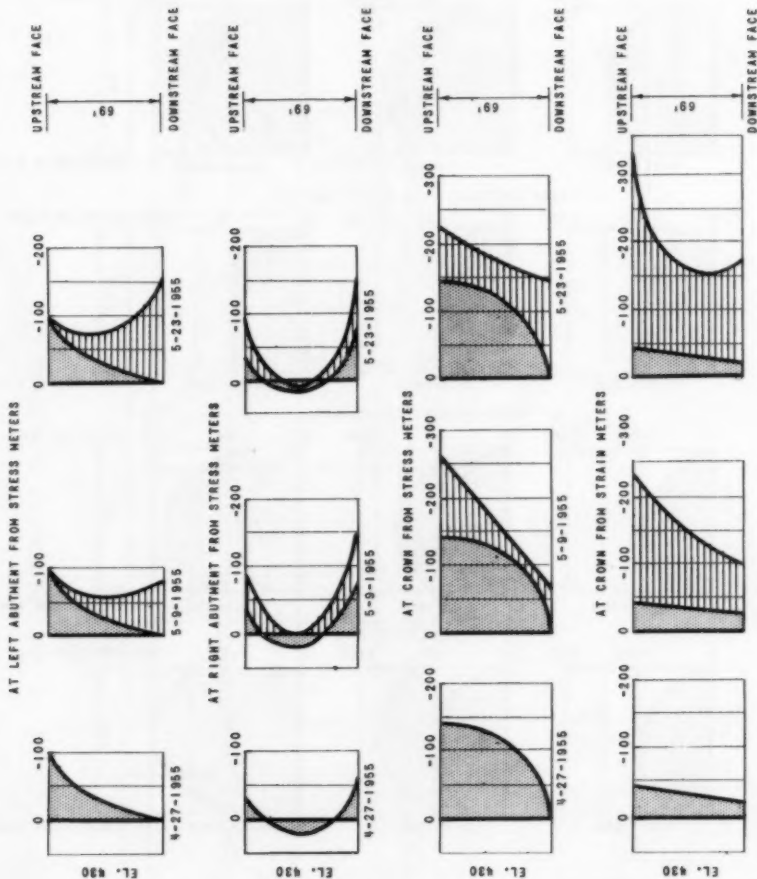 AT LEFT ABUTMENT FROM STRESS METERS
0 -100
0 -100
0 -100 -200
UPSTREAM FACE
EL. 430
69'
4-27-1955
5-9-1955
5-23-1955
DOWNSTREAM FACE
AT RIGHT ABUTMENT FROM STRESS METERS
0 -100
0 -100 -200
0 -100 -200
UPSTREAM FACE
EL. 430
69'
4-27-1955
5-9-1955
5-23-1955
DOWNSTREAM FACE
AT CROWN FROM STRESS METERS
0 -100 -200
0 -100 -200 -300
0 -100 -200 -300
UPSTREAM FACE
EL. 430
69'
4-27-1955
5-9-1955
5-23-1955
DOWNSTREAM FACE
AT CROWN FROM STRAIN METERS
0 -100 -200
0 -100 -200 -300
0 -100 -200 -300
UPSTREAM FACE
EL. 430
69'
DOWNSTREAM FACE